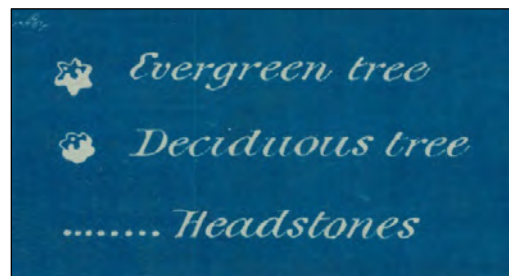 Evergreen tree
Deciduous tree
........ Headstones